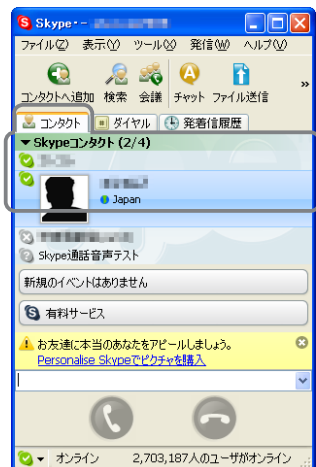 Skype™ -
ファイル(F) 表示(V) ツール(X) 発信(W) ヘルプ(V)
コンタクトへ追加 検索 会議 チャット ファイル送信 »
コンタクト ダイヤル 発着信履歴
▼Skypeコンタクト (2/4)
Japan
Skype通話音声テスト
新規のイベントはありません
有料サービス
お友達に本当のあなたをアピールしましょう。
Personalise Skypeでピクチャを購入
オンライン 2,703,187人のユーザがオンライン